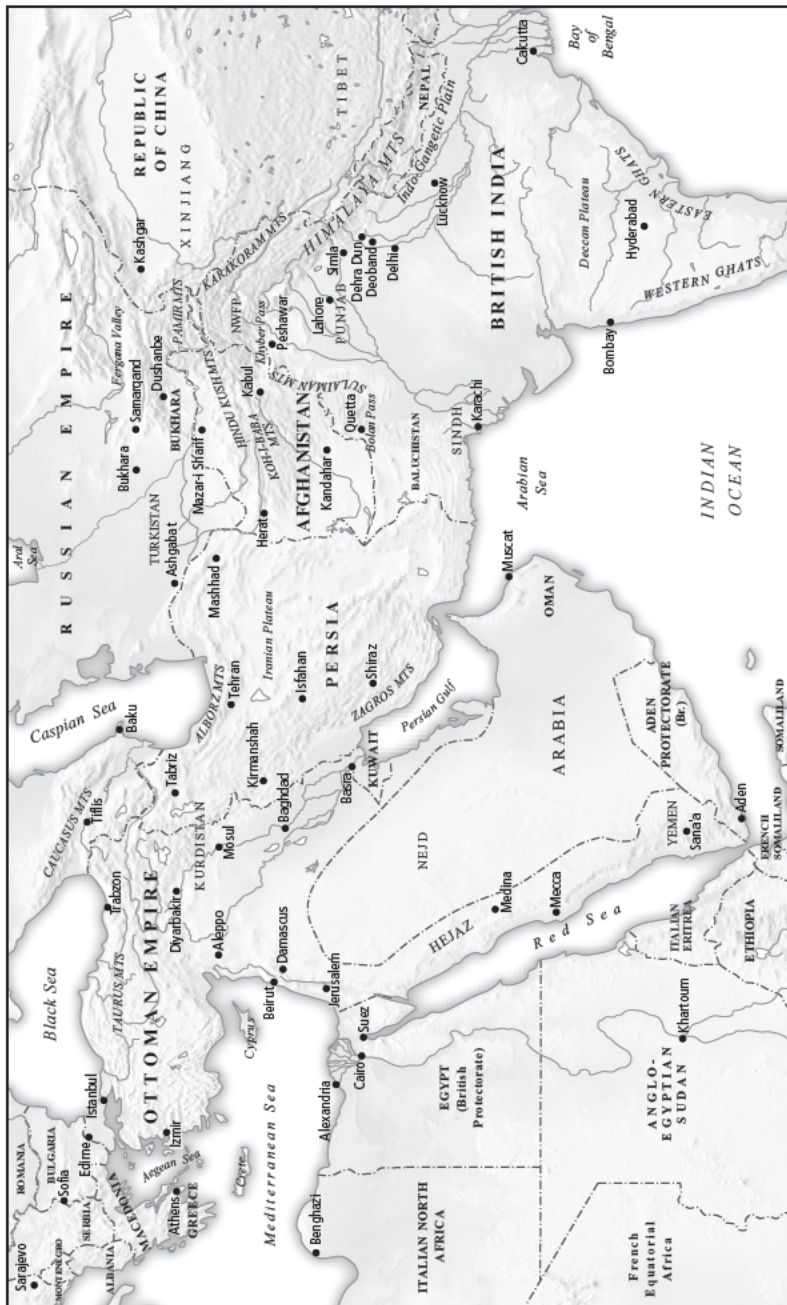 Sarajevo
MONTENEGRO
ALBANIA
SERBIA
MACEDONIA
ROMANIA
BULGARIA
Sofia
Edirne
Istanbul
Athens
GREECE
Aegean Sea
Izmir
Crete
Mediterranean Sea
Black Sea
OTTOMAN EMPIRE
TAURUS MTS
Trabzon
Cyprus
Diyarbakir
Aleppo
KURDISTAN
Mosul
Beirut
Damascus
Jerusalem
Baghdad
Basra
KUWAIT
CAUCASUS MTS
Tiflis
Caspian Sea
Baku
Tabriz
ALBORZ MTS
Tehran
Kirmanshah
Iranian Plateau
Isfahan
PERSIA
Shiraz
ZAGROS MTS
Persian Gulf
Mashhad
RUSSIAN EMPIRE
Aral
Sea
TURKISTAN
Ashgabat
Bukhara
Samarqand
Fergana Valley
Dushanbe
BUKHARA
PAMIR MTS
Mazar-i Sharif
HINDU KUSH MTS
KOH-I-BABA
MTS
Kabul
Herat
AFGHANISTAN
Kandahar
Khyber Pass
NWFP
Peshawar
SULAIMAN MTS
Quetta
Bolan Pass
BALUCHISTAN
SINDH
Karachi
Kashgar
REPUBLIC
OF CHINA
XINJIANG
KARAKORAM MTS
TIBET
HIMALAYA MTS
NEPAL
Indo-Gangetic Plain
Lahore
PUNJAB
Simla
Dehra Dun
Deoband
Delhi
Lucknow
BRITISH INDIA
Calcutta
Bay
of
Bengal
Deccan Plateau
EASTERN GHATS
Hyderabad
WESTERN GHATS
Bombay
Arabian
Sea
INDIAN
OCEAN
Muscat
OMAN
ARABIA
ADEN
PROTECTORATE
(Br.)
NEJD
HEJAZ
Medina
Mecca
YEMEN
Sana'a
Aden
Red Sea
Benghazi
ITALIAN NORTH
AFRICA
Alexandria
Cairo
Suez
EGYPT
(British
Protectorate)
French
Equatorial
Africa
ANGLO-
EGYPTIAN
SUDAN
Khartoum
ITALIAN
ERITREA
ETHIOPIA
FRENCH
SOMALILAND
SOMALILAND